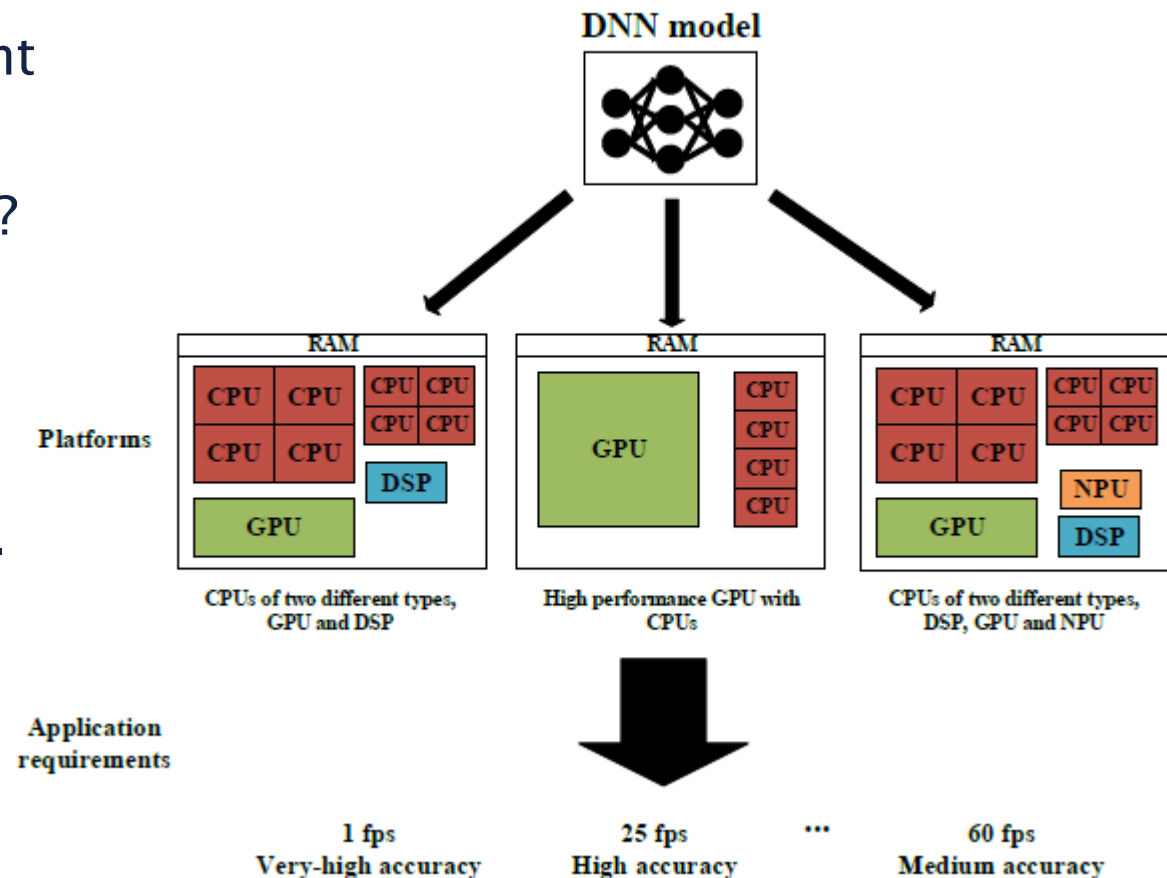 nt
?
.
DNN model
Platforms
RAM
CPU CPU CPU CPU
CPU CPU
CPU CPU
DSP
GPU
CPUs of two different types,
GPU and DSP
RAM
GPU
CPU
CPU
CPU
CPU
High performance GPU with
CPUs
RAM
CPU CPU CPU CPU
CPU CPU
CPU CPU
NPU
GPU
DSP
CPUs of two different types,
DSP, GPU and NPU
Application
requirements
1 fps
Very-high accuracy
25 fps
High accuracy
...
60 fps
Medium accuracy